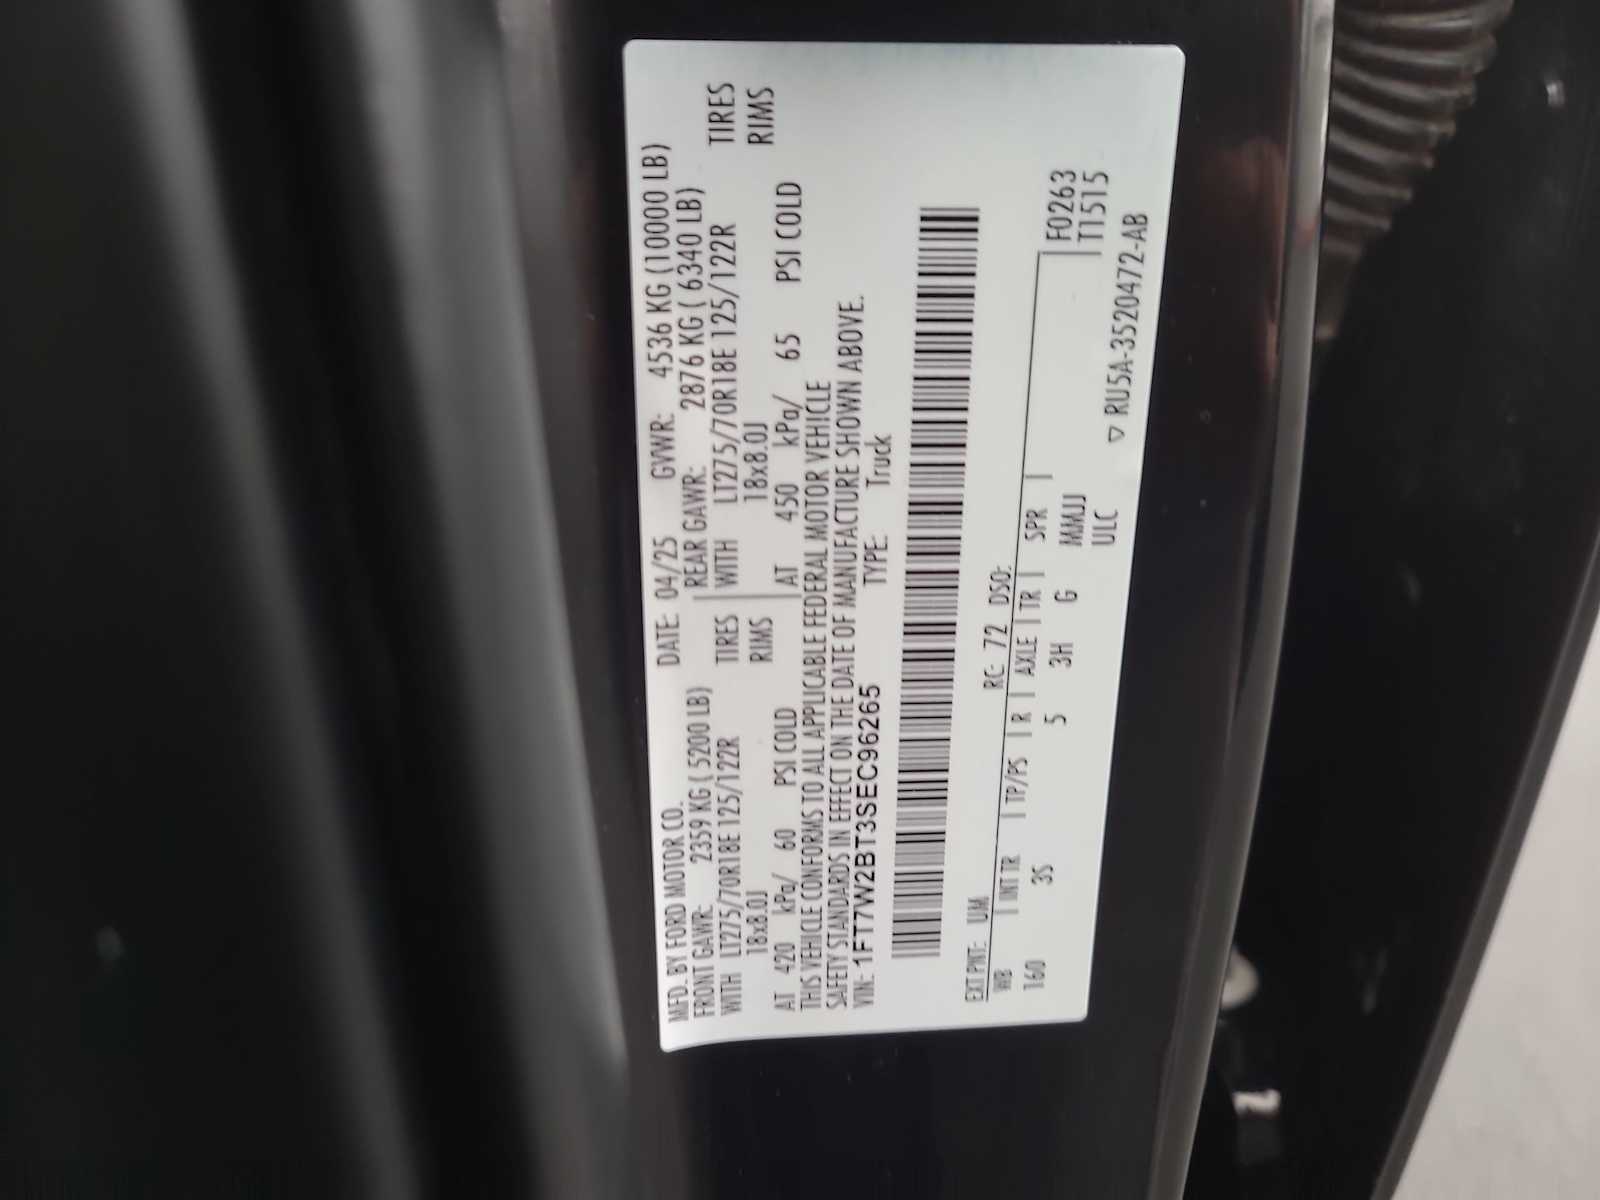 MFD. BY FORD MOTOR CO.
DATE: 04/25 GVWR: 4536 KG (10000 LB)
FRONT GAWR: 2359 KG ( 5200 LB) REAR GAWR: 2876 KG ( 6340 LB)
WITH LT275/70R18E 125/122R TIRES WITH LT275/70R18E 125/122R TIRES
18x8.0J RIMS 18x8.0J RIMS
AT 420 kPa/ 60 PSI COLD AT 450 kPa/ 65 PSI COLD
THIS VEHICLE CONFORMS TO ALL APPLICABLE FEDERAL MOTOR VEHICLE
SAFETY STANDARDS IN EFFECT ON THE DATE OF MANUFACTURE SHOWN ABOVE.
VIN: 1FT7W2BT3SEC96265 TYPE: Truck
EXT PNT: UM RC: 72 DSO:
WB | INT TR | TP/PS | R | AXLE | TR | SPR |
160 3S 5 3H G MMJJ
ULC
F0263
T1515
▽ RU5A-3520472-AB